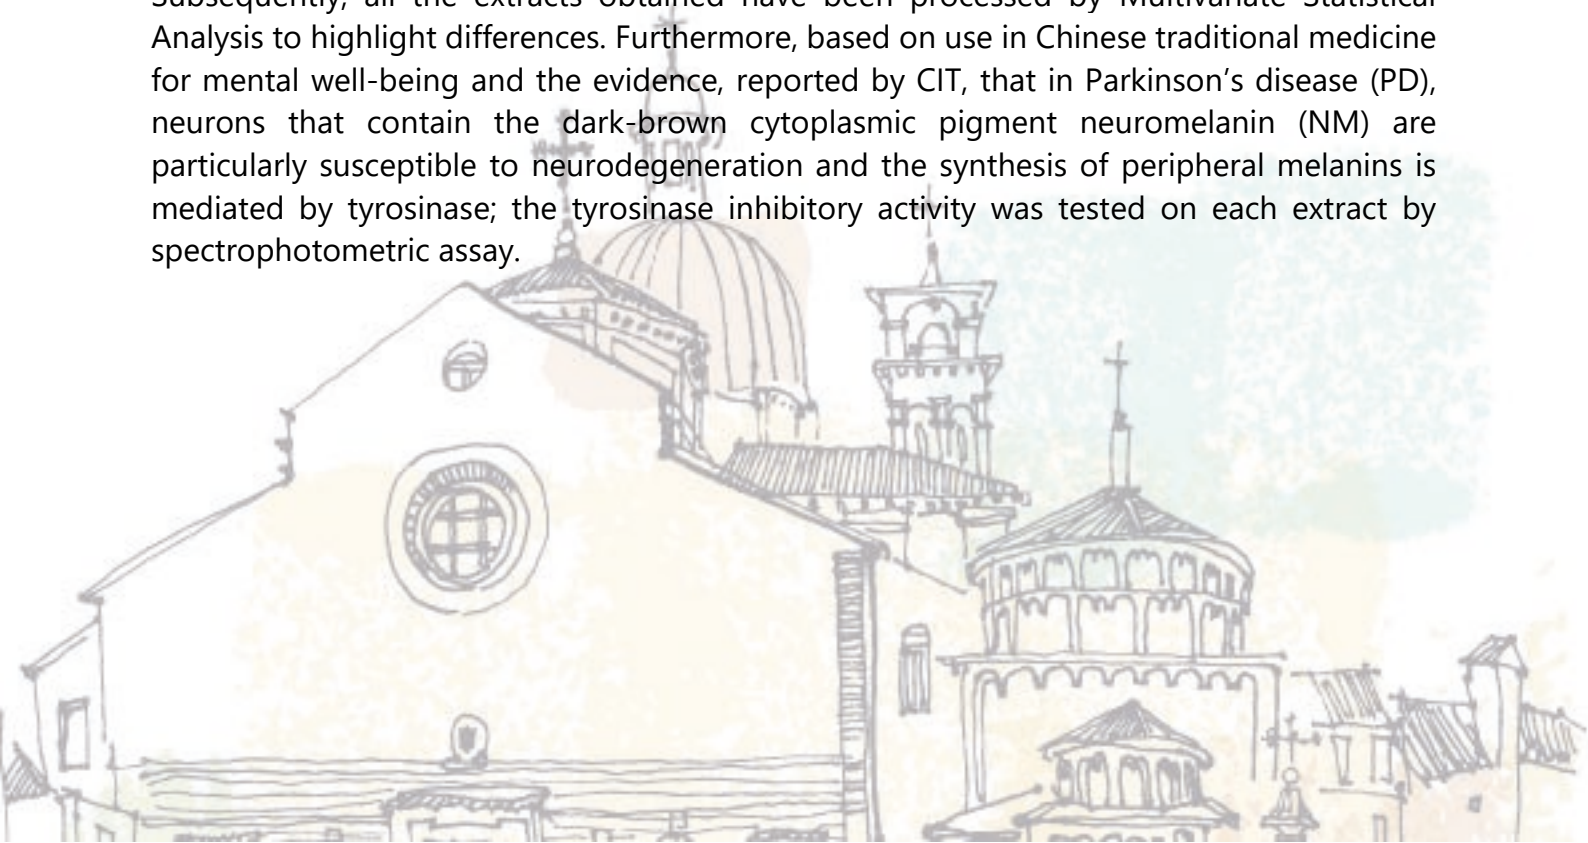 Subsequently, all the extracts obtained have been processed by Multivariate Statistical
Analysis to highlight differences. Furthermore, based on use in Chinese traditional medicine
for mental well-being and the evidence, reported by CIT, that in Parkinson’s disease (PD),
neurons that contain the dark-brown cytoplasmic pigment neuromelanin (NM) are
particularly susceptible to neurodegeneration and the synthesis of peripheral melanins is
mediated by tyrosinase; the tyrosinase inhibitory activity was tested on each extract by
spectrophotometric assay.